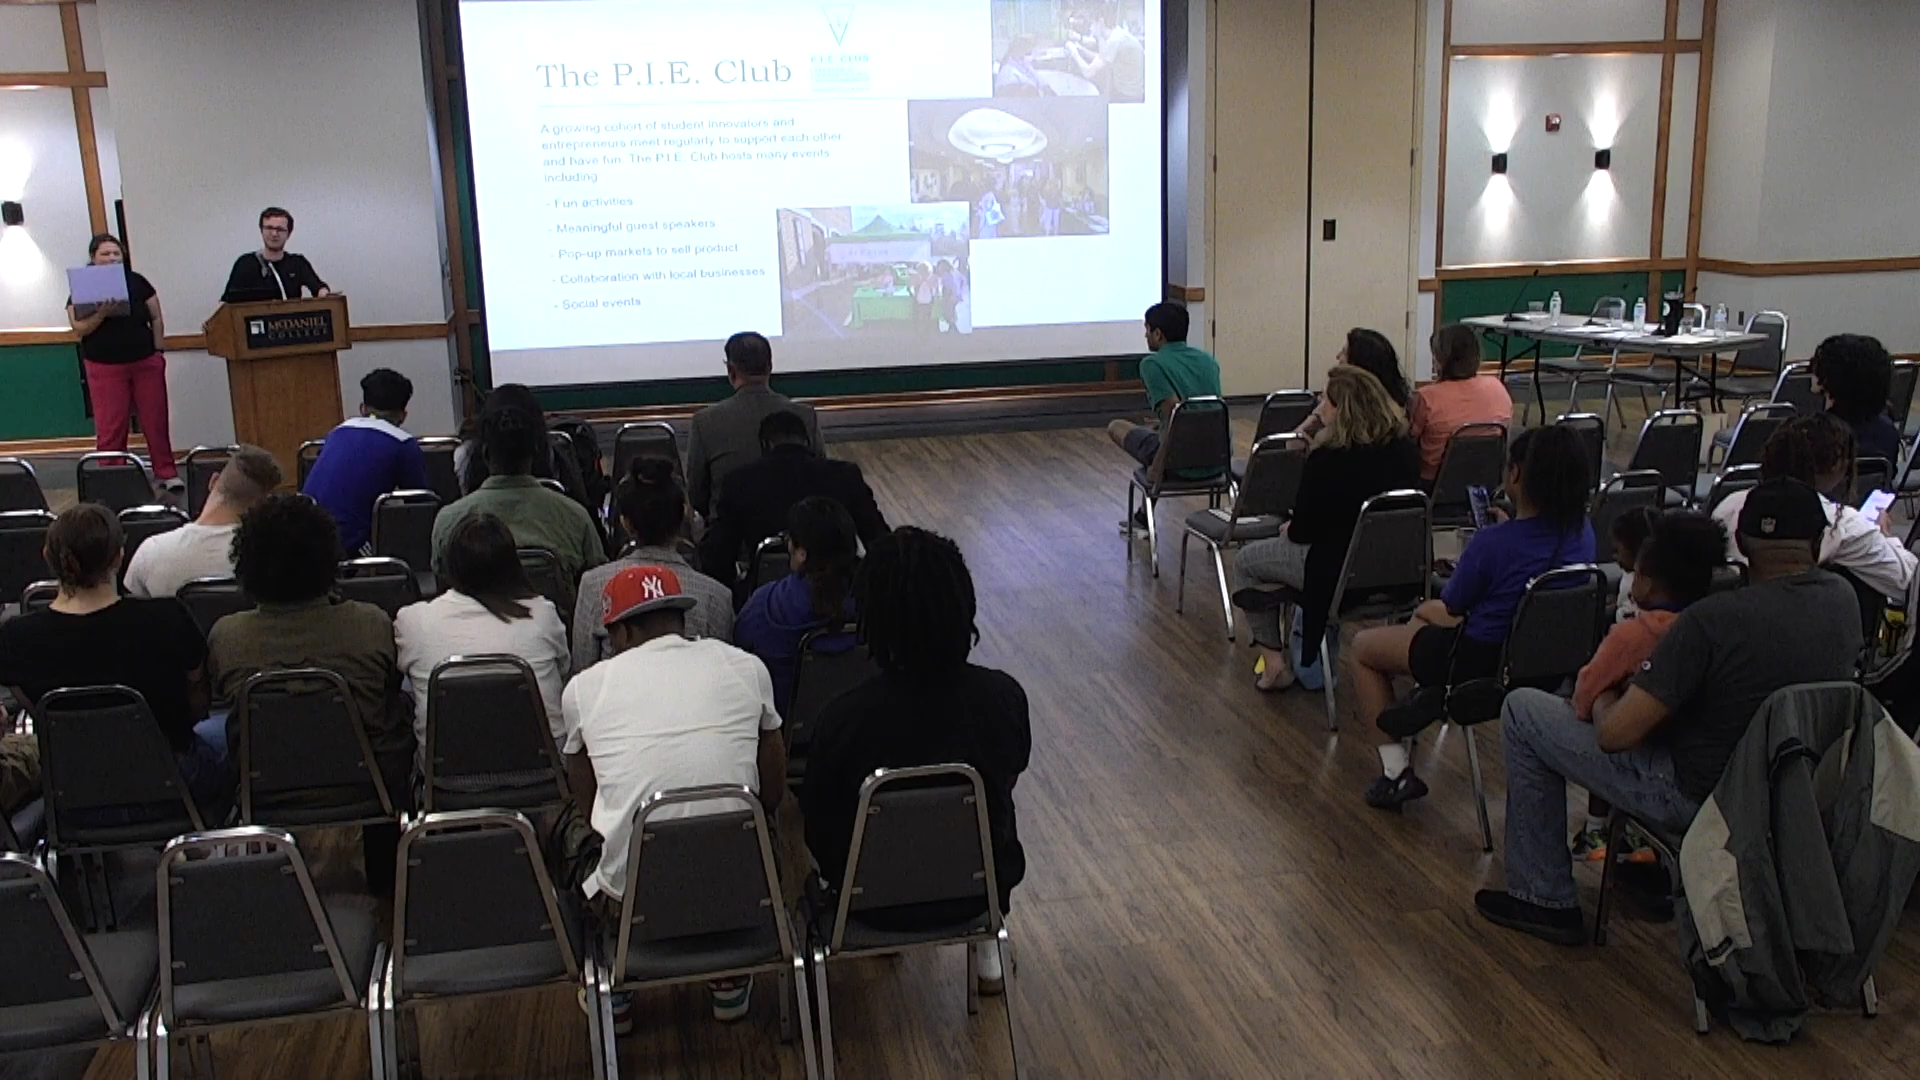 The P.I.E. Club
P.I.E. CLUB
A growing cohort of student innovators and
entrepreneurs meet regularly to support each other
and have fun. The P.I.E. Club hosts many events
including:
- Fun activities
- Meaningful guest speakers
- Pop-up markets to sell product
- Collaboration with local businesses
- Social events
McDANIEL
COLLEGE
NY